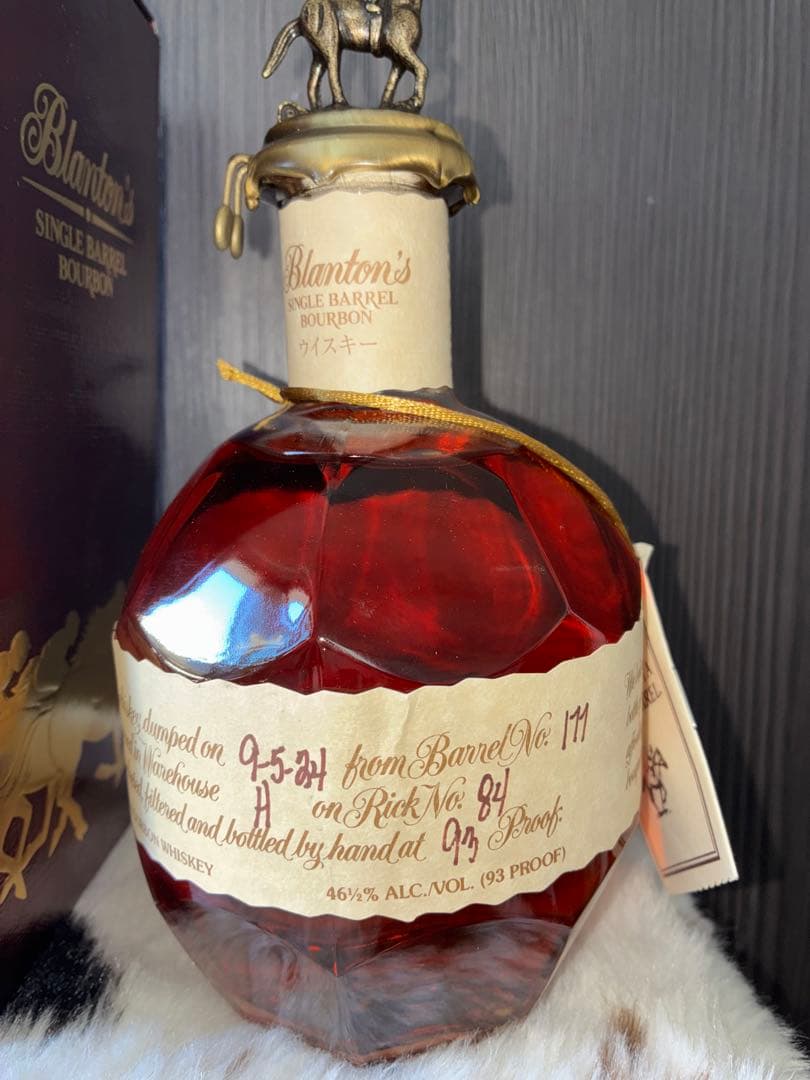 Blanton's
SINGLE BARREL
BOURBON
Blanton's
SINGLE BARREL
BOURBON
ウイスキー
dumped on 9-5-24 from Barrel No. 177
in Warehouse H on Rick No. 84
filtered and bottled by hand at 93 Proof.
WHISKEY
46½% ALC./VOL. (93 PROOF)